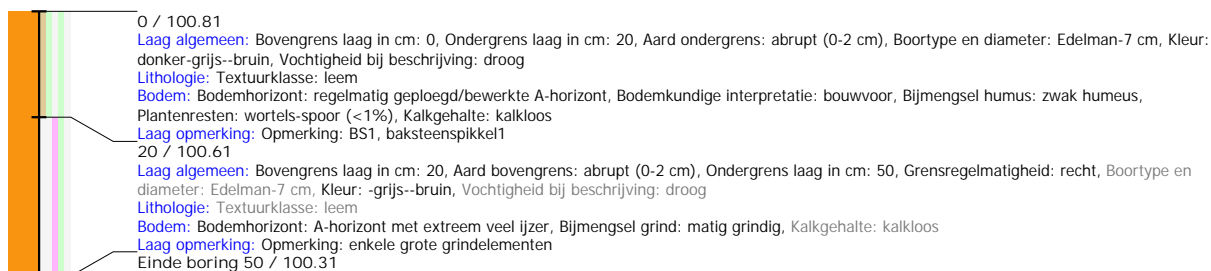 0 / 100.81
Laag algemeen: Bovengrens laag in cm: 0, Ondergrens laag in cm: 20, Aard ondergrens: abrupt (0-2 cm), Boortype en diameter: Edelman-7 cm, Kleur:
donker-grijs--bruin, Vochtigheid bij beschrijving: droog
Lithologie: Textuurklasse: leem
Bodem: Bodemhorizont: regelmatig geploegd/bewerkte A-horizont, Bodemkundige interpretatie: bouwvoor, Bijmengsel humus: zwak humeus,
Plantenresten: wortels-spoor (<1%), Kalkgehalte: kalkloos
Laag opmerking: Opmerking: BS1, baksteenspikkel1
20 / 100.61
Laag algemeen: Bovengrens laag in cm: 20, Aard bovengrens: abrupt (0-2 cm), Ondergrens laag in cm: 50, Grensregelmatigheid: recht, Boortype en
diameter: Edelman-7 cm, Kleur: -grijs--bruin, Vochtigheid bij beschrijving: droog
Lithologie: Textuurklasse: leem
Bodem: Bodemhorizont: A-horizont met extreem veel ijzer, Bijmengsel grind: matig grindig, Kalkgehalte: kalkloos
Laag opmerking: Opmerking: enkele grote grindelementen
Einde boring 50 / 100.31